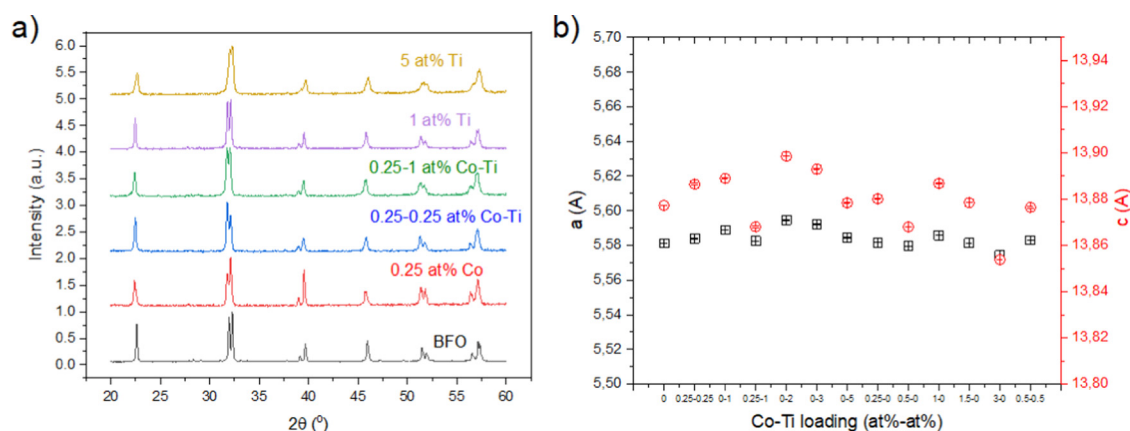 a)
6.0
5.5
5.0
4.5
4.0
3.5
3.0
2.5
2.0
1.5
1.0
0.5
0.0
Intensity (a.u.)
5 at% Ti
1 at% Ti
0.25-1 at% Co-Ti
0.25-0.25 at% Co-Ti
0.25 at% Co
BFO
20 25 30 35 40 45 50 55 60
2θ (⁰)
b)
5,70
5,68
5,66
5,64
5,62
5,60
5,58
5,56
5,54
5,52
5,50
a (A)
13,94
13,92
13,90
13,88
13,86
13,84
13,82
13,80
c (A)
0 0.25-0.25 0-1 0.25-1 0-2 0-3 0-5 0.25-0 0.5-0 1-0 1.5-0 3-0 0.5-0.5
Co-Ti loading (at%-at%)